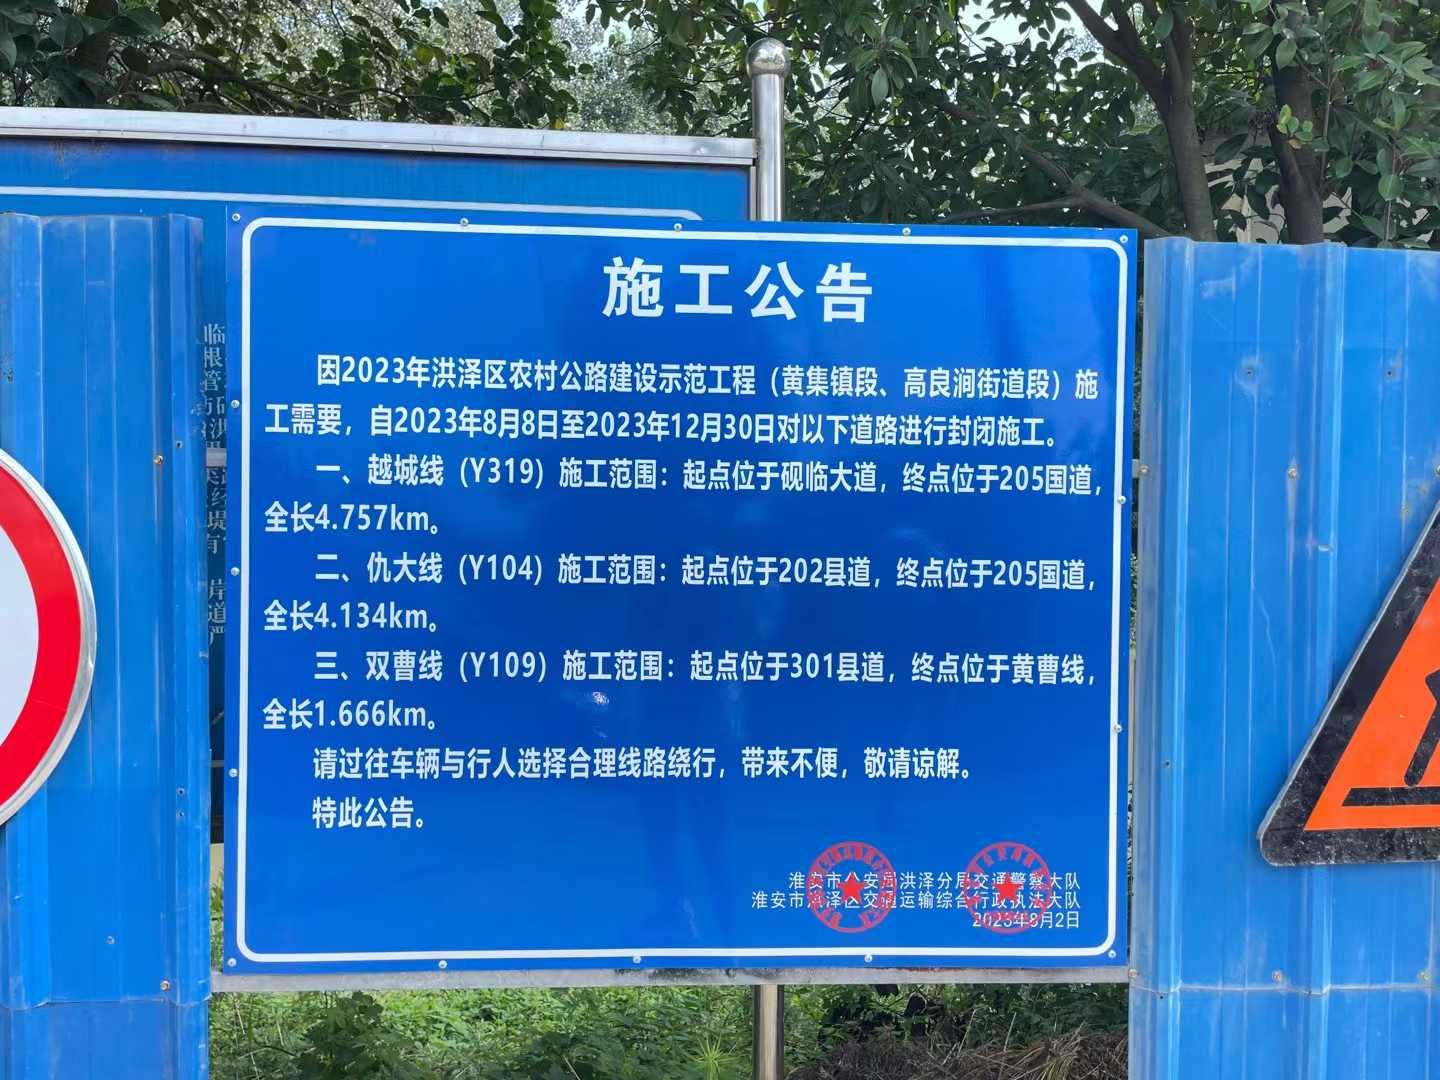 施工公告
因2023年洪泽区农村公路建设示范工程（黄集镇段、高良涧街道段）施
工需要，自2023年8月8日至2023年12月30日对以下道路进行封闭施工。
一、越城线（Y319）施工范围：起点位于砚临大道，终点位于205国道，
全长4.757km。
二、仇大线（Y104）施工范围：起点位于202县道，终点位于205国道，
全长4.134km。
三、双曹线（Y109）施工范围：起点位于301县道，终点位于黄曹线，
全长1.666km。
请过往车辆与行人选择合理线路绕行，带来不便，敬请谅解。
特此公告。
淮安市公安局洪泽分局交通警察大队
淮安市洪泽区交通运输综合行政执法大队
2023年8月2日